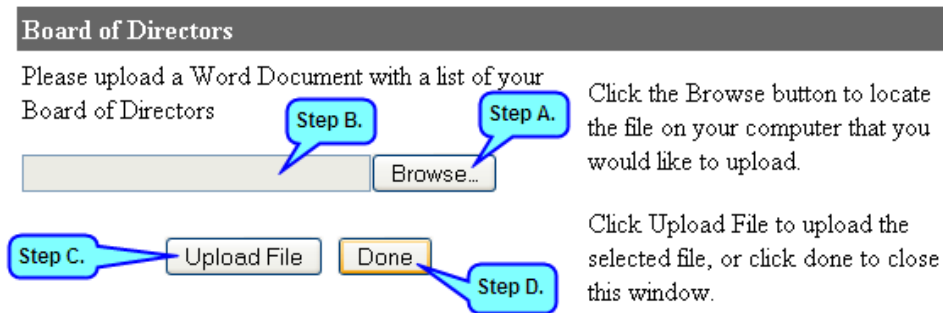 Board of Directors
Please upload a Word Document with a list of your
Board of Directors
Step B.
Step A.
Browse...
Click the Browse button to locate
the file on your computer that you
would like to upload.
Step C.
Upload File
Done
Step D.
Click Upload File to upload the
selected file, or click done to close
this window.